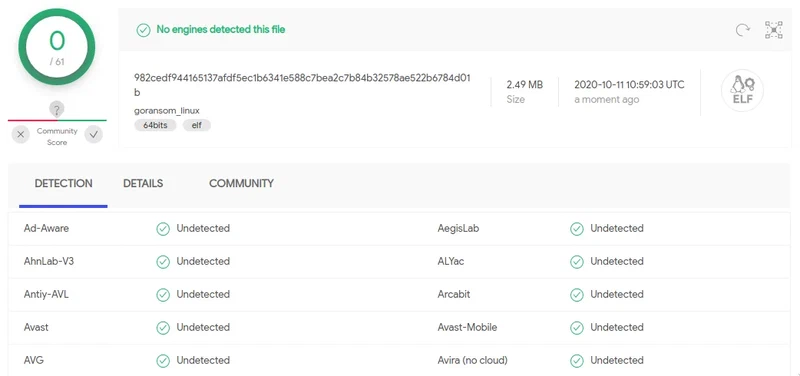 0
/ 61
?
Community
Score
No engines detected this file
982cedf944165137afdf5ec1b6341e588c7bea2c7b84b32578ae522b6784d01
b
goransom_linux
64bits
elf
2.49 MB
Size
2020-10-11 10:59:03 UTC
a moment ago
ELF
DETECTION DETAILS COMMUNITY
Ad-Aware Undetected AegisLab Undetected
AhnLab-V3 Undetected ALYac Undetected
Antiy-AVL Undetected Arcabit Undetected
Avast Undetected Avast-Mobile Undetected
AVG Undetected Avira (no cloud) Undetected